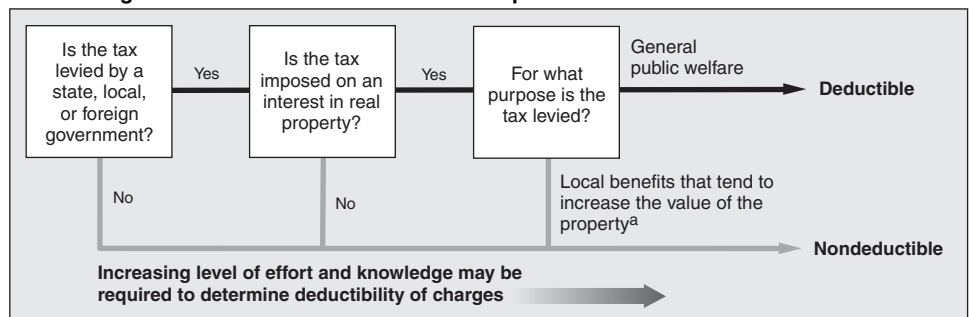 Is the tax
levied by a
state, local,
or foreign
government?
Yes
Is the tax
imposed on an
interest in real
property?
Yes
For what
purpose is the
tax levied?
General
public welfare
Deductible
No
No
Local benefits that tend to
increase the value of the
propertya
Nondeductible
Increasing level of effort and knowledge may be
required to determine deductibility of charges